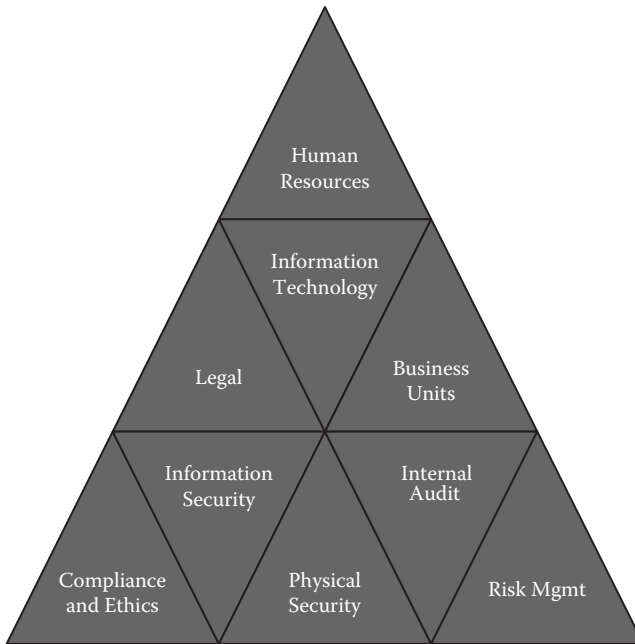 Human
Resources
Information
Technology
Legal
Business
Units
Information
Security
Internal
Audit
Compliance
and Ethics
Physical
Security
Risk Mgmt